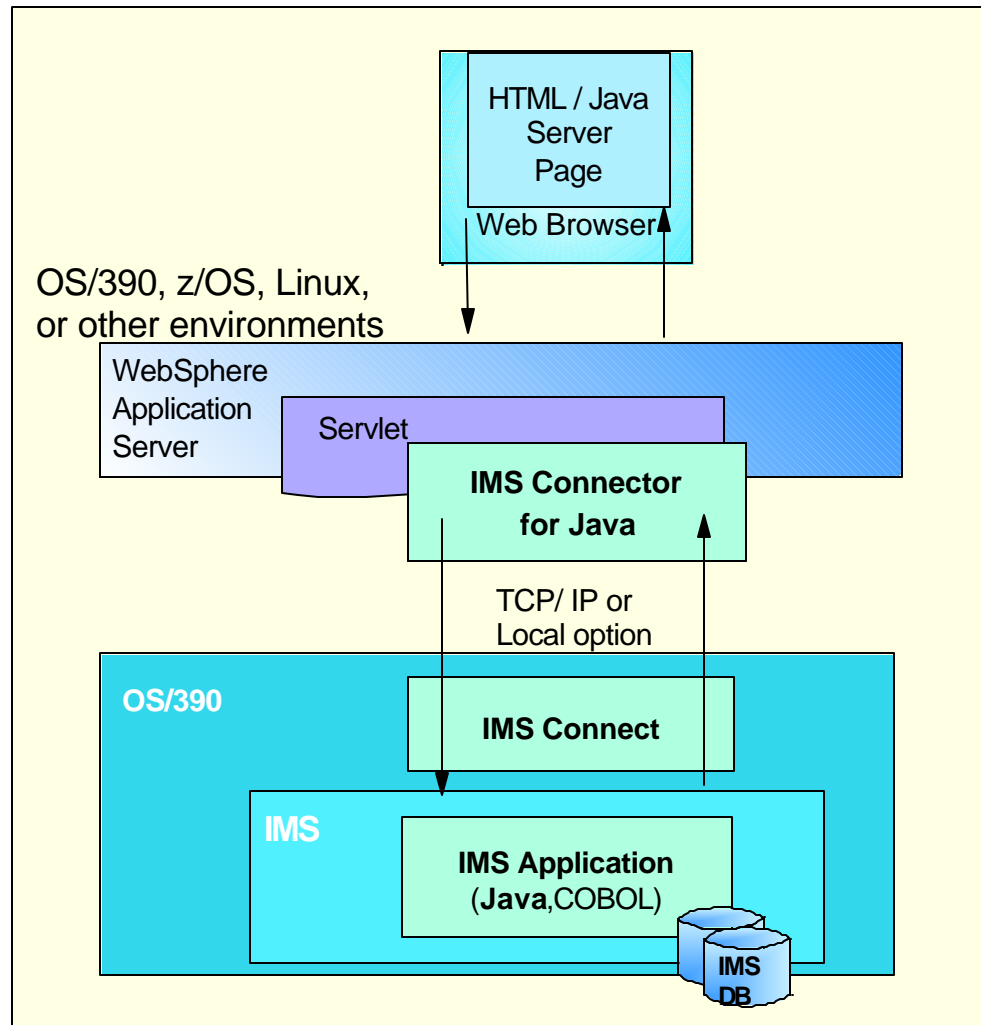 HTML / Java
Server
Page
Web Browser
OS/390, z/OS, Linux,
or other environments
WebSphere
Application
Server
Servlet
IMS Connector
for Java
TCP/ IP or
Local option
OS/390
IMS Connect
IMS
IMS Application
(Java,COBOL)
IMS
DB